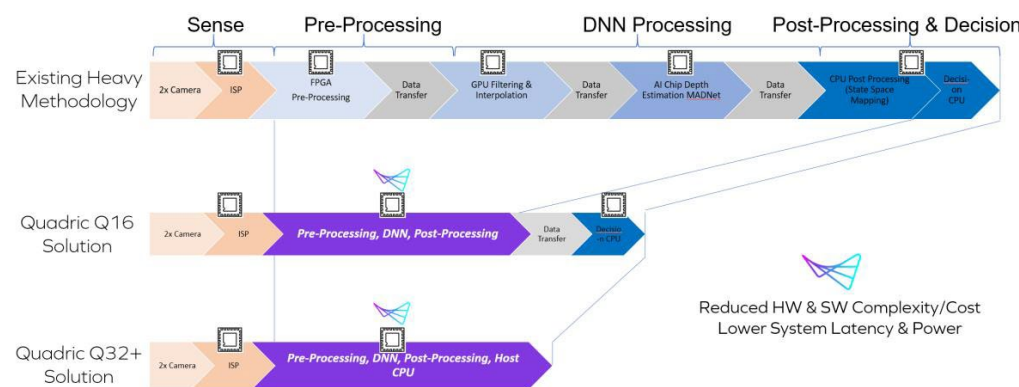 Sense
Pre-Processing
DNN Processing
Post-Processing & Decision
Existing Heavy
Methodology
2x Camera
ISP
FPGA
Pre-Processing
Data
Transfer
GPU Filtering &
Interpolation
Data
Transfer
AI Chip Depth
Estimation MADNet
Data
Transfer
CPU Post Processing
(State Space
Mapping)
Decisi-
on
CPU
Quadric Q16
Solution
2x Camera
ISP
Pre-Processing, DNN, Post-Processing
Data
Transfer
Decisio
-n CPU
Reduced HW & SW Complexity/Cost
Lower System Latency & Power
Quadric Q32+
Solution
2x Camera
ISP
Pre-Processing, DNN, Post-Processing, Host
CPU